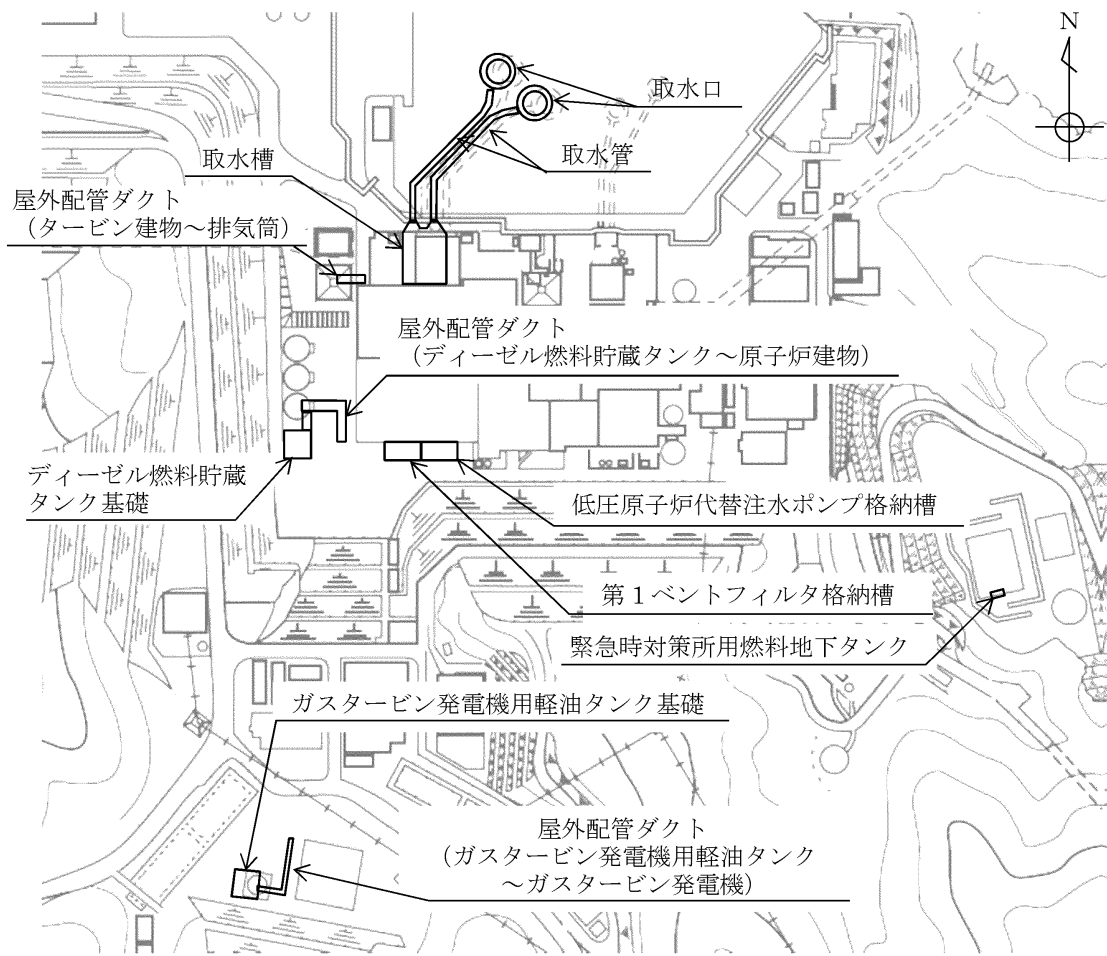 N
取水口
取水管
取水槽
屋外配管ダクト
（タービン建物～排気筒）
屋外配管ダクト
（ディーゼル燃料貯蔵タンク～原子炉建物）
ディーゼル燃料貯蔵
タンク基礎
低圧原子炉代替注水ポンプ格納槽
第１ベントフィルタ格納槽
緊急時対策所用燃料地下タンク
ガスタービン発電機用軽油タンク基礎
屋外配管ダクト
（ガスタービン発電機用軽油タンク
～ガスタービン発電機）